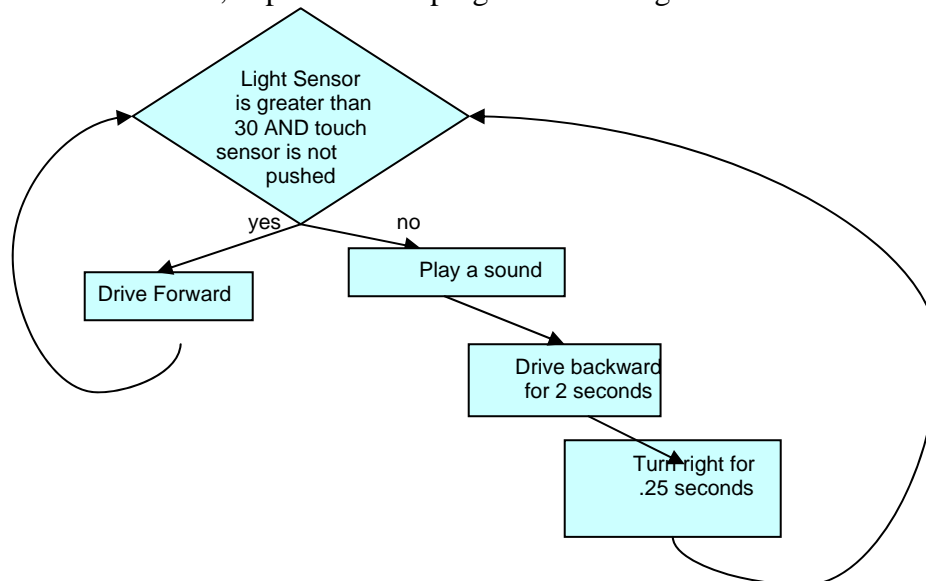 Light Sensor
is greater than
30 AND touch
sensor is not
pushed
yes
no
Play a sound
Drive Forward
Drive backward
for 2 seconds
Turn right for
.25 seconds